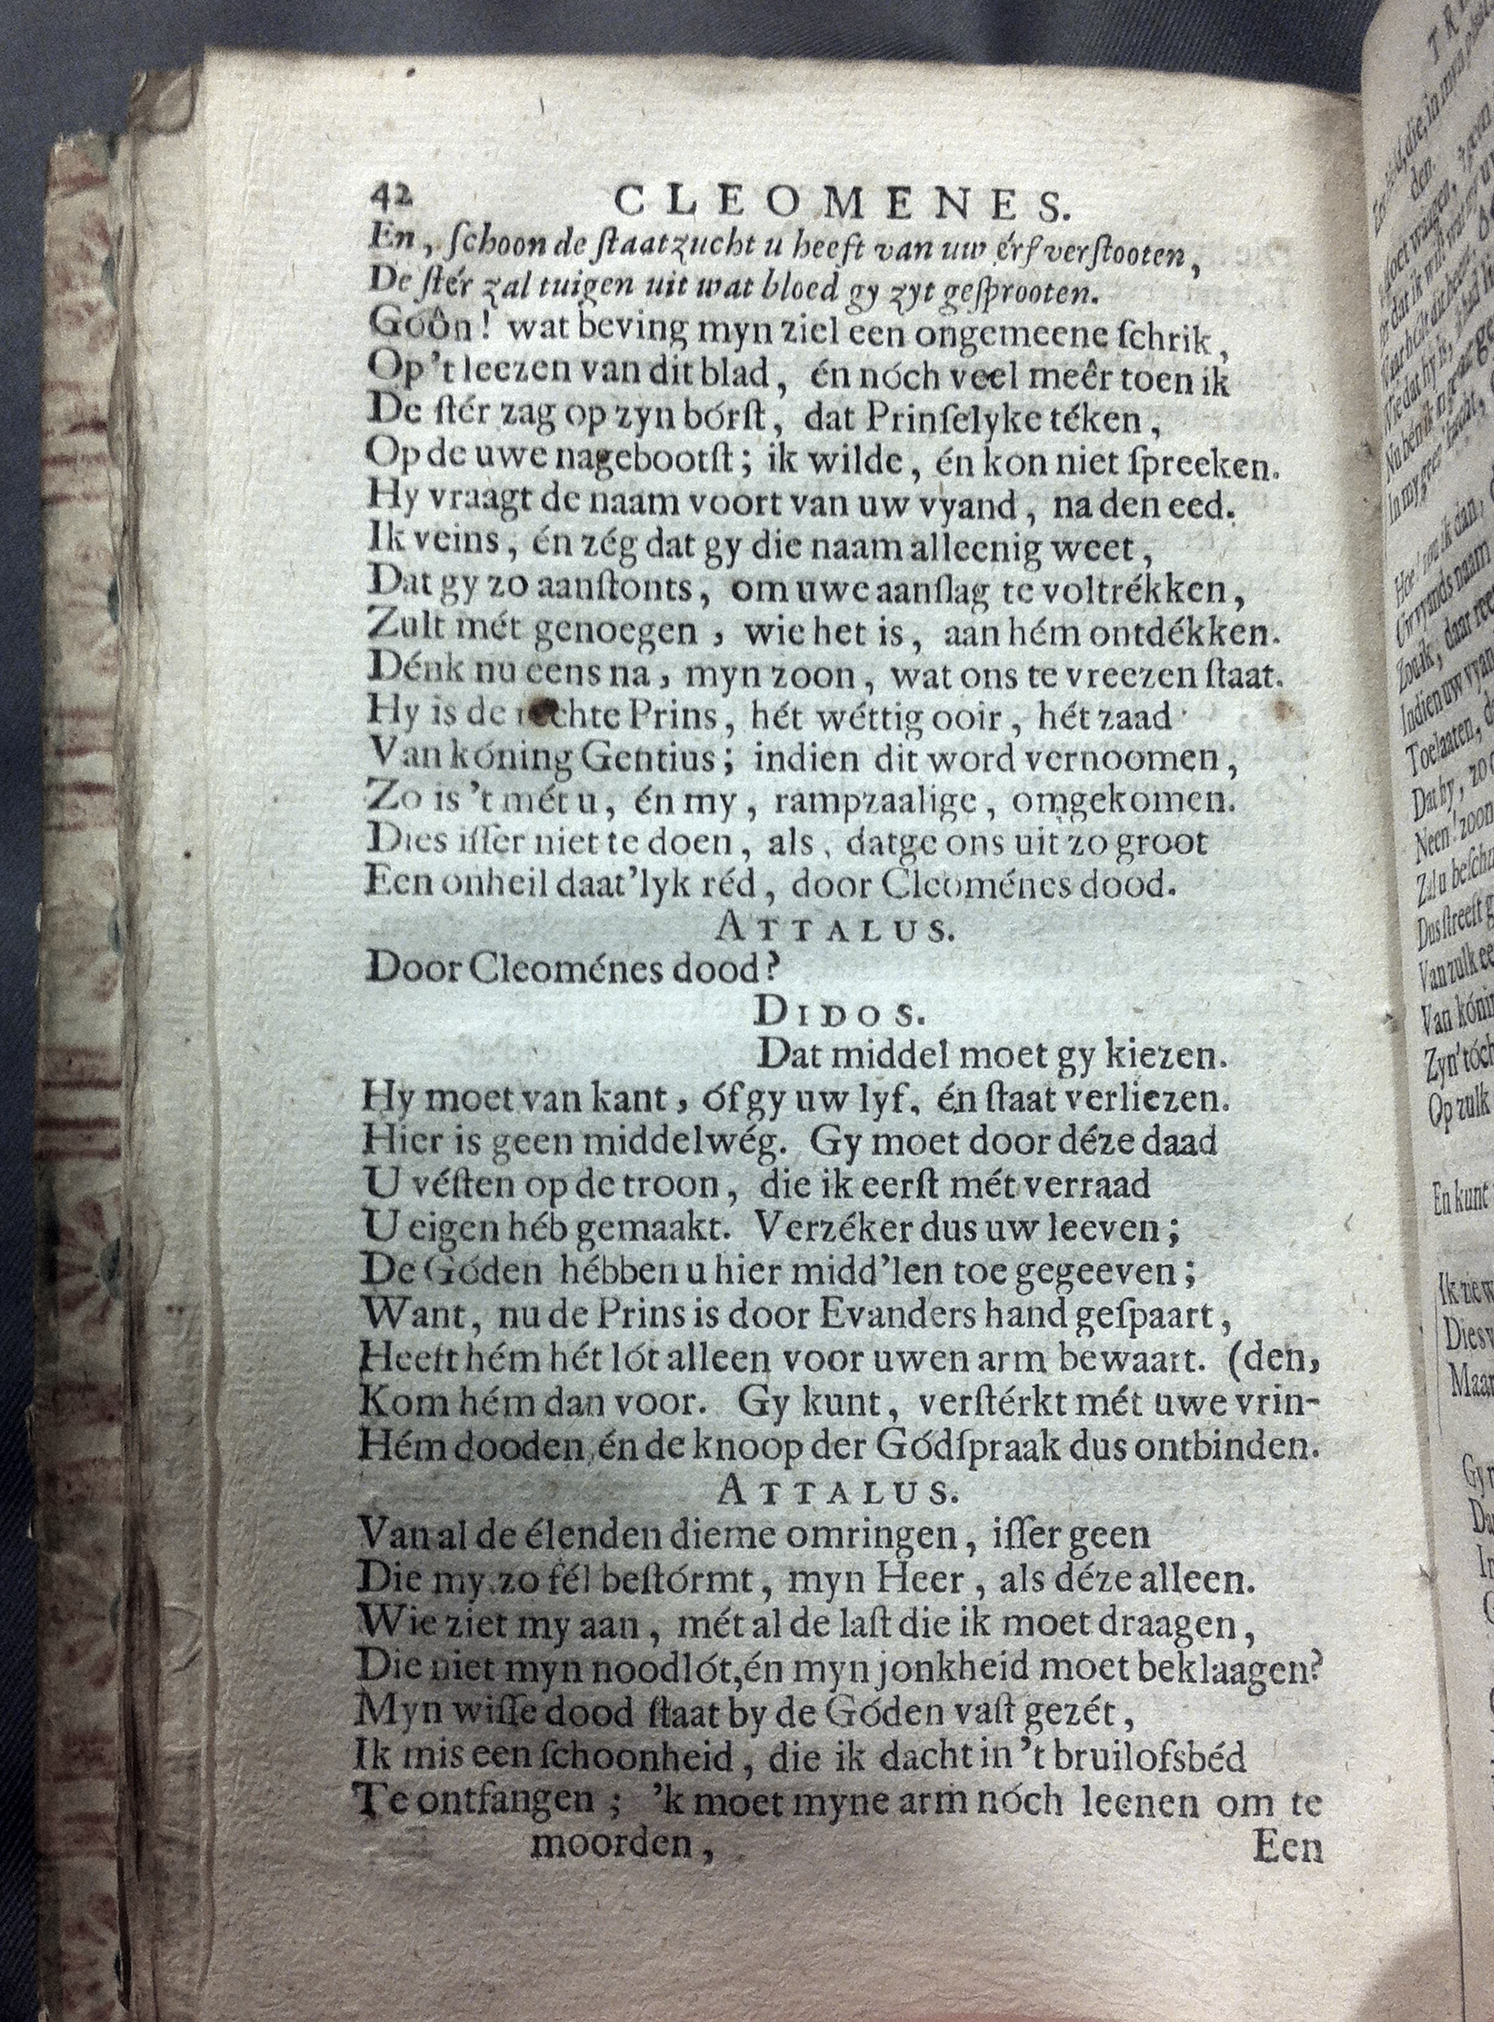 42 CLEOMENES.
En, ſchoon de ſtaatzucht u heeft van uw érf verſtooten,
De ſtér zal tuigen uit wat bloed gy zyt geſprooten.
Góôn! wat beving myn ziel een ongemeene ſchrik,
Op 't leezen van dit blad, én nóch veel meêr toen ik
De ſtér zag op zyn bórſt, dat Prinſelyke téken,
Op de uwe nagebootſt; ik wilde, én kon niet ſpreeken.
Hy vraagt de naam voort van uw vyand, na den eed.
Ik veins, én zég dat gy die naam alleenig weet,
Dat gy zo aanſtonts, om uwe aanſlag te voltrékken,
Zult mét genoegen, wie het is, aan hém ontdékken.
Dénk nu eens na, myn zoon, wat ons te vreezen ſtaat.
Hy is de rechte Prins, hét wéttig ooir, hét zaad
Van kóning Gentius; indien dit word vernoomen,
Zo is 't mét u, én my, rampzaalige, omgekomen.
Dies iſſer niet te doen, als, datge ons uit zo groot
Een onheil daat'lyk réd, door Cleoménes dood.
ATTALUS.
Door Cleoménes dood?
DIDOS.
Dat middel moet gy kiezen.
Hy moet van kant, óf gy uw lyf, én ſtaat verliezen.
Hier is geen middelwég. Gy moet door déze daad
U véſten op de troon, die ik eerſt mét verraad
U eigen héb gemaakt. Verzéker dus uw leeven;
De Góden hébben u hier midd'len toe gegeeven;
Want, nu de Prins is door Evanders hand geſpaart,
Heeft hém hét lót alleen voor uwen arm bewaart. (den,
Kom hém dan voor. Gy kunt, verſtérkt mét uwe vrin-
Hém dooden, én de knoop der Gódſpraak dus ontbinden.
ATTALUS.
Van al de élenden die me omringen, iſſer geen
Die my zo fél beſtórmt, myn Heer, als déze alleen.
Wie ziet my aan, mét al de laſt die ik moet draagen,
Die niet myn noodlót, én myn jonkheid moet beklaagen?
Myn wiſſe dood ſtaat by de Góden vaſt gezét,
Ik mis een ſchoonheid, die ik dacht in 't bruilofsbéd
Te ontfangen; 'k moet myne arm nóch leenen om te
moorden, Een